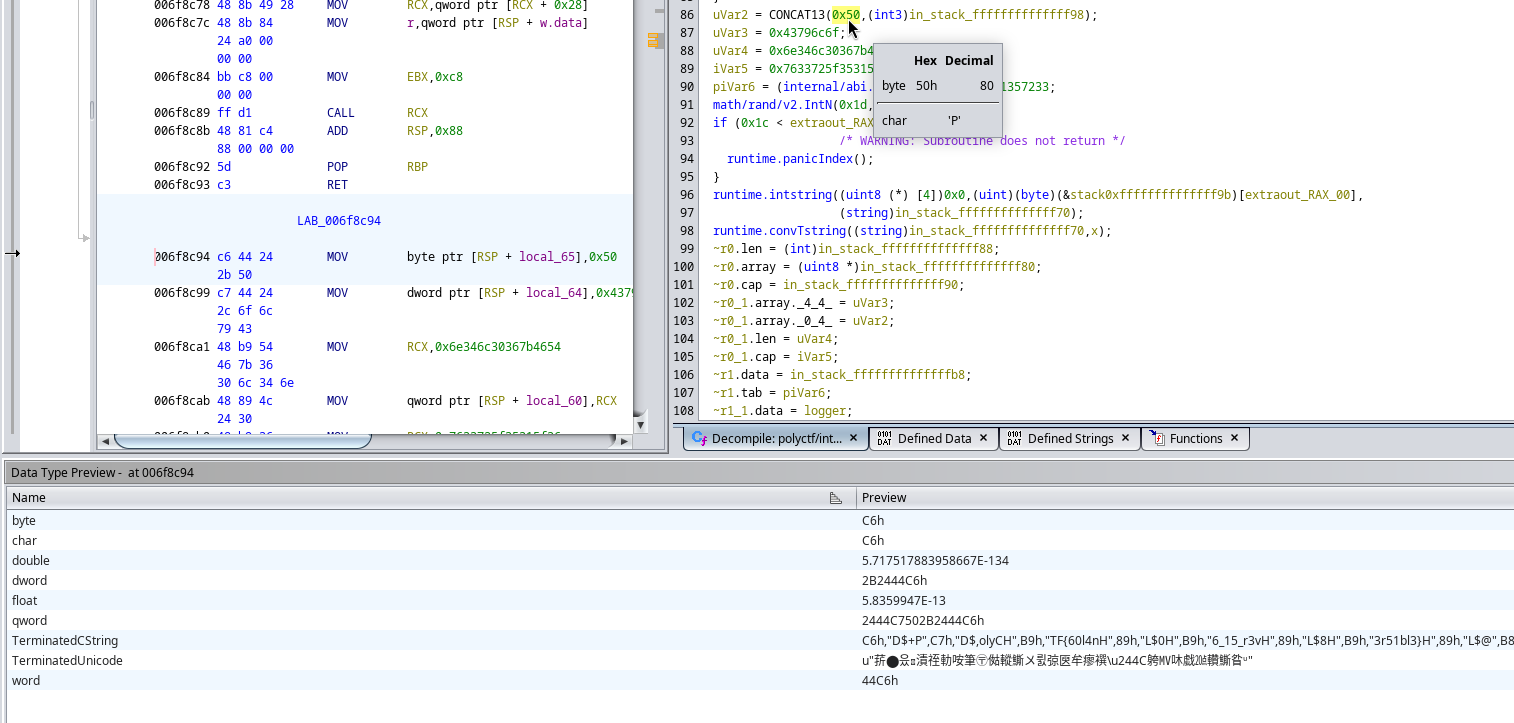 006f8c78 48 8b 49 28 MOV RCX,qword ptr [RCX + 0x28]
006f8c7c 48 8b 84 MOV r,qword ptr [RSP + w.data]
24 a0 00
00 00
006f8c84 bb c8 00 MOV EBX,0xc8
00 00
006f8c89 ff d1 CALL RCX
006f8c8b 48 81 c4 ADD RSP,0x88
88 00 00 00
006f8c92 5d POP RBP
006f8c93 c3 RET
LAB_006f8c94
006f8c94 c6 44 24 MOV byte ptr [RSP + local_65],0x50
2b 50
006f8c99 c7 44 24 MOV dword ptr [RSP + local_64],0x4379
2c 6f 6c
79 43
006f8ca1 48 b9 54 MOV RCX,0x6e346c30367b4654
46 7b 36
30 6c 34 6e
006f8cab 48 89 4c MOV qword ptr [RSP + local_60],RCX
24 30
86 uVar2 = CONCAT13(0x50,(int3)in_stack_ffffffffffffff98);
87 uVar3 = 0x43796c6f;
88 uVar4 = 0x6e346c30367b4
89 iVar5 = 0x7633725f35315
90 piVar6 = (internal/abi. 1357233;
91 math/rand/v2.IntN(0x1d,
92 if (0x1c < extraout_RAX
93 /* WARNING: Subroutine does not return */
94 runtime.panicIndex();
95 }
96 runtime.intstring((uint8 (*) [4])0x0,(uint)(byte)(&stack0xffffffffffffff9b)[extraout_RAX_00],
97 (string)in_stack_ffffffffffffff70);
98 runtime.convTstring((string)in_stack_ffffffffffffff70,x);
99 ~r0.len = (int)in_stack_ffffffffffffff88;
100 ~r0.array = (uint8 *)in_stack_ffffffffffffff80;
101 ~r0.cap = in_stack_ffffffffffffff90;
102 ~r0_1.array._4_4_ = uVar3;
103 ~r0_1.array._0_4_ = uVar2;
104 ~r0_1.len = uVar4;
105 ~r0_1.cap = iVar5;
106 ~r1.data = in_stack_ffffffffffffffb8;
107 ~r1.tab = piVar6;
108 ~r1_1.data = logger;
Hex Decimal
byte 50h 80
char 'P'
Decompile: polyctf/int... ×
Defined Data ×
Defined Strings ×
Functions ×
Data Type Preview - at 006f8c94
Name Preview
byte C6h
char C6h
double 5.717517883958667E-134
dword 2B2444C6h
float 5.8359947E-13
qword 2444C7502B2444C6h
TerminatedCString C6h,"D$+P",C7h,"D$,olyCH",B9h,"TF{60l4nH",89h,"L$0H",B9h,"6_15_r3vH",89h,"L$8H",B9h,"3r51bl3}H",89h,"L$@",B8
TerminatedUnicode
word 44C6h